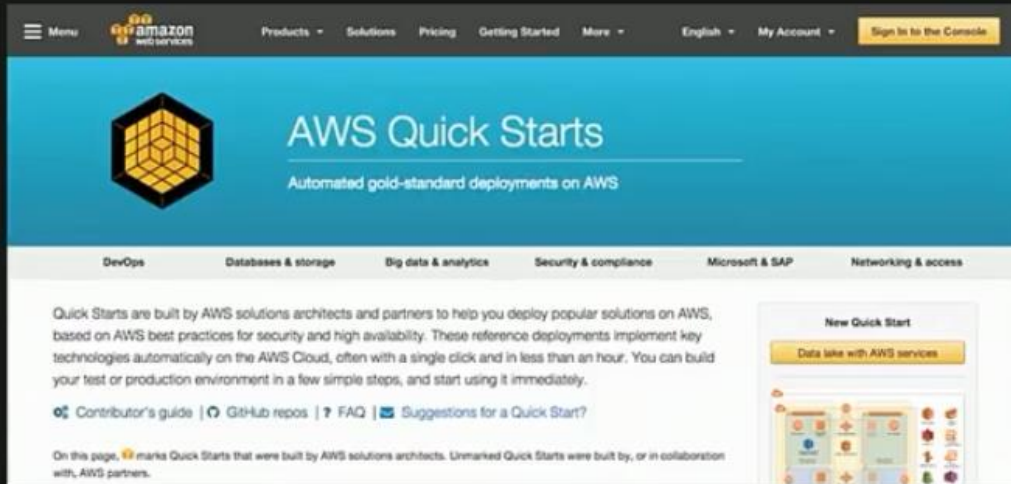 Menu
amazon
web services
Products
Solutions
Pricing
Getting Started
More
English
My Account
Sign In to the Console
AWS Quick Starts
Automated gold-standard deployments on AWS
DevOps
Databases & storage
Big data & analytics
Security & compliance
Microsoft & SAP
Networking & access
Quick Starts are built by AWS solutions architects and partners to help you deploy popular solutions on AWS,
based on AWS best practices for security and high availability. These reference deployments implement key
technologies automatically on the AWS Cloud, often with a single click and in less than an hour. You can build
your test or production environment in a few simple steps, and start using it immediately.
Contributor's guide | GitHub repos | ? FAQ | Suggestions for a Quick Start?
On this page, marks Quick Starts that were built by AWS solutions architects. Unmarked Quick Starts were built by, or in collaboration
with, AWS partners.
New Quick Start
Data lake with AWS services